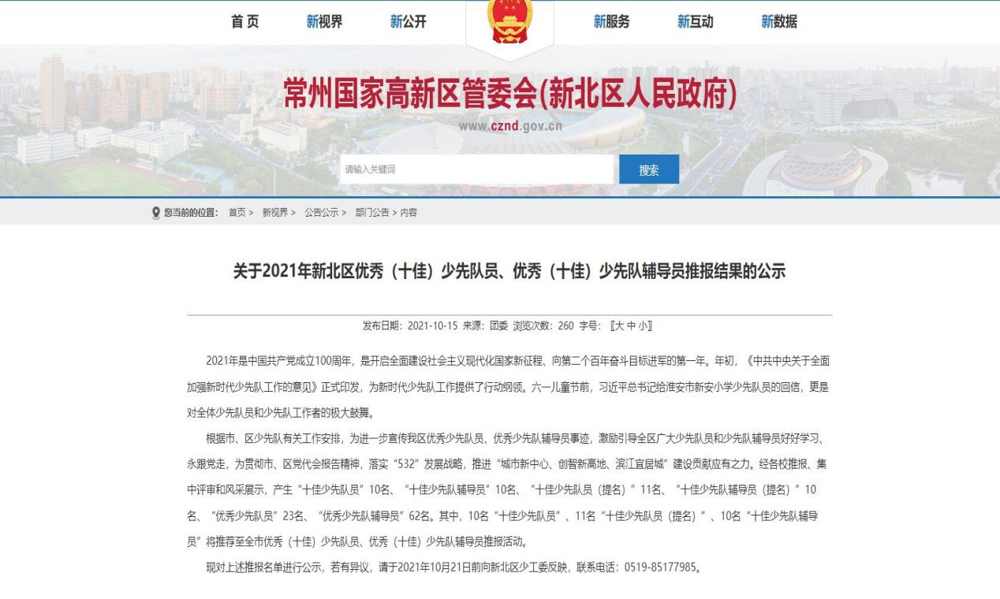 首 页 新视界 新公开 新服务 新互动 新数据
常州国家高新区管委会(新北区人民政府)
www.cznd.gov.cn
请输入关键词 搜索
您当前的位置： 首页 > 新视界 > 公告公示 > 部门公告 > 内容
关于2021年新北区优秀（十佳）少先队员、优秀（十佳）少先队辅导员推报结果的公示
发布日期：2021-10-15 来源：团委 浏览次数：260 字号：〖大 中 小〗
2021年是中国共产党成立100周年，是开启全面建设社会主义现代化国家新征程、向第二个百年奋斗目标进军的第一年。年初，《中共中央关于全面
加强新时代少先队工作的意见》正式印发，为新时代少先队工作提供了行动纲领。六一儿童节前，习近平总书记给淮安市新安小学少先队员的回信，更是
对全体少先队员和少先队工作者的极大鼓舞。
根据市、区少先队有关工作安排，为进一步宣传我区优秀少先队员、优秀少先队辅导员事迹，激励引导全区广大少先队员和少先队辅导员好好学习、
永跟党走，为贯彻市、区党代会报告精神，落实“532”发展战略，推进“城市新中心、创智新高地、滨江宜居城”建设贡献应有之力。经各校推报、集
中评审和风采展示，产生“十佳少先队员”10名、“十佳少先队辅导员”10名、“十佳少先队员（提名）”11名、“十佳少先队辅导员（提名）”10
名、“优秀少先队员”23名、“优秀少先队辅导员”62名。其中，10名“十佳少先队员”、11名“十佳少先队员（提名）“、10名“十佳少先队辅导
员”将推荐至全市优秀（十佳）少先队员、优秀（十佳）少先队辅导员推报活动。
现对上述推报名单进行公示，若有异议，请于2021年10月21日前向新北区少工委反映，联系电话：0519-85177985。